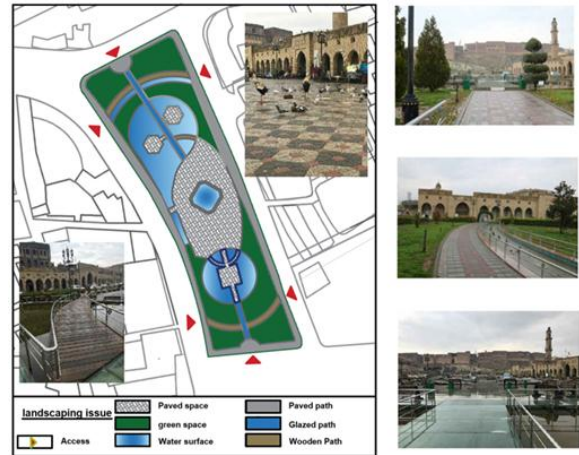 landscaping issue
Access
Paved space
green space
Water surface
Paved path
Glazed path
Wooden Path